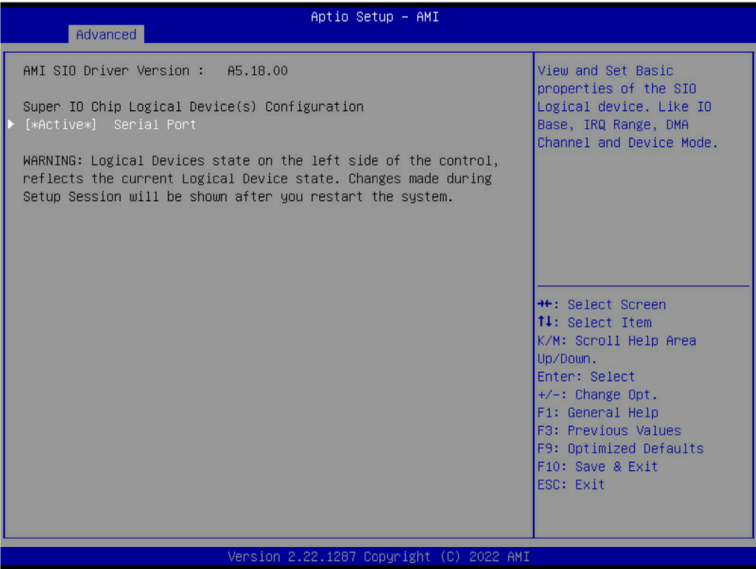 Aptio Setup – AMI
Advanced
AMI SIO Driver Version : A5.18.00
Super IO Chip Logical Device(s) Configuration
[*Active*] Serial Port
WARNING: Logical Devices state on the left side of the control,
reflects the current Logical Device state. Changes made during
Setup Session will be shown after you restart the system.
View and Set Basic
properties of the SIO
Logical device. Like IO
Base, IRQ Range, DMA
Channel and Device Mode.
→←: Select Screen
↑↓: Select Item
K/M: Scroll Help Area
Up/Down.
Enter: Select
+/-: Change Opt.
F1: General Help
F3: Previous Values
F9: Optimized Defaults
F10: Save & Exit
ESC: Exit
Version 2.22.1287 Copyright (C) 2022 AMI